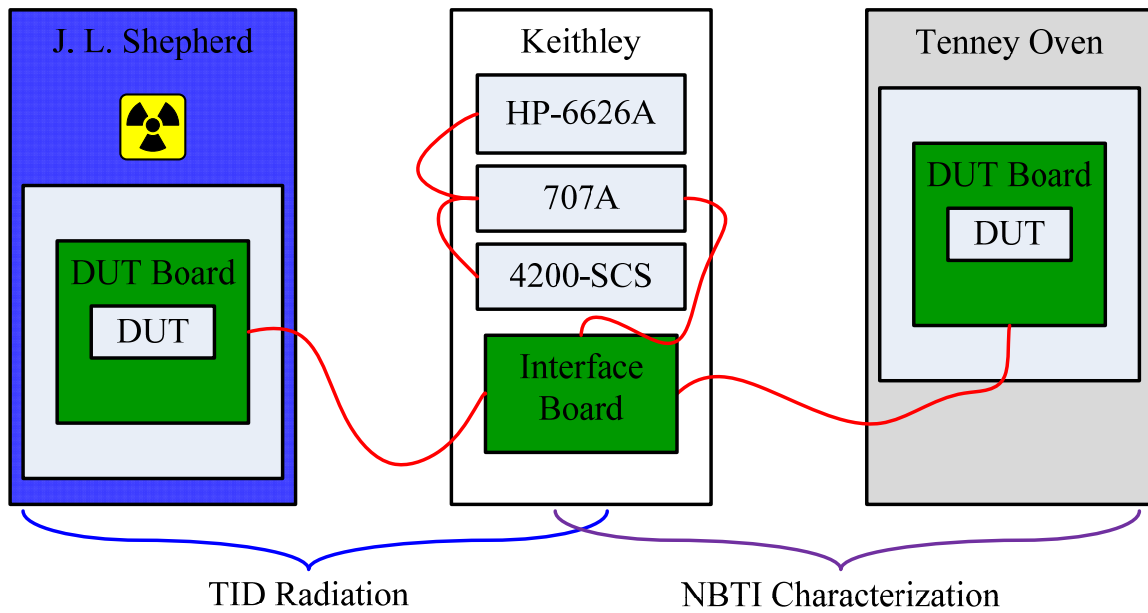 J. L. Shepherd
DUT Board
DUT
Keithley
HP-6626A
707A
4200-SCS
Interface
Board
Tenney Oven
DUT Board
DUT
TID Radiation
NBTI Characterization